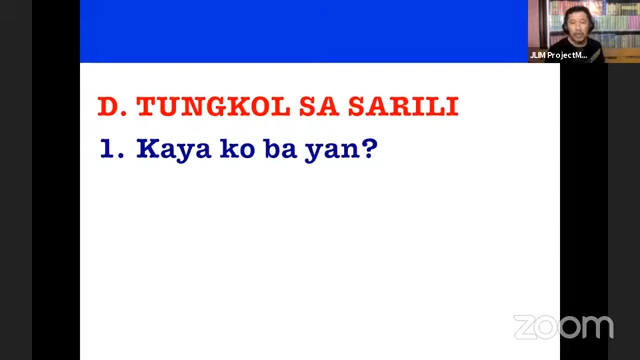 JLIM ProjectM...
D. TUNGKOL SA SARILI
1. Kaya ko ba yan?
zoom